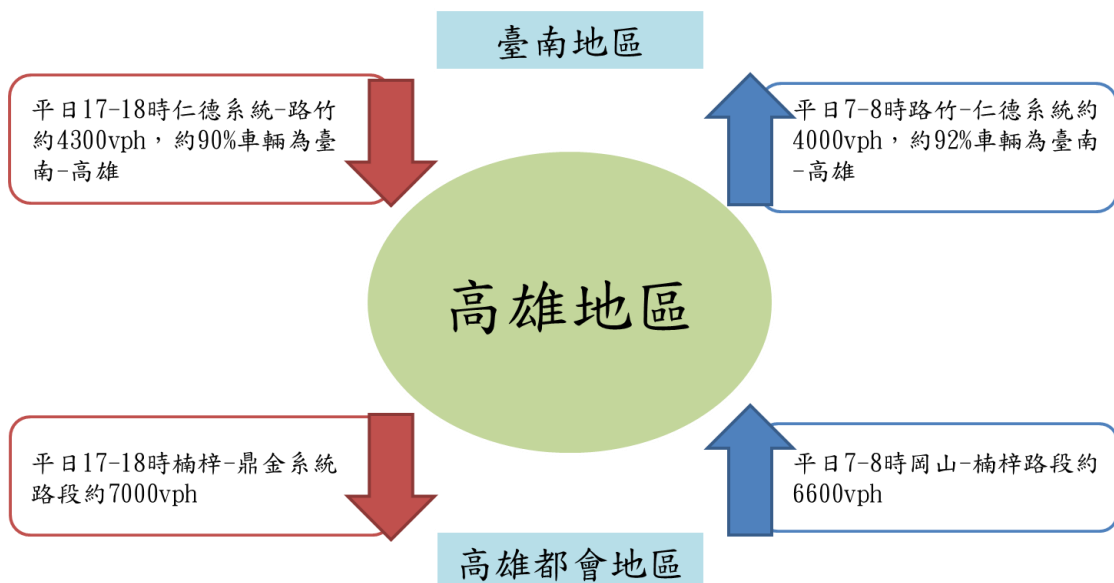 臺南地區
平日17-18時仁德系統-路竹
約4300vph，約90%車輛為臺
南-高雄
平日7-8時路竹-仁德系統約
4000vph，約92%車輛為臺南
-高雄
高雄地區
平日17-18時楠梓-鼎金系統
路段約7000vph
平日7-8時岡山-楠梓路段約
6600vph
高雄都會地區